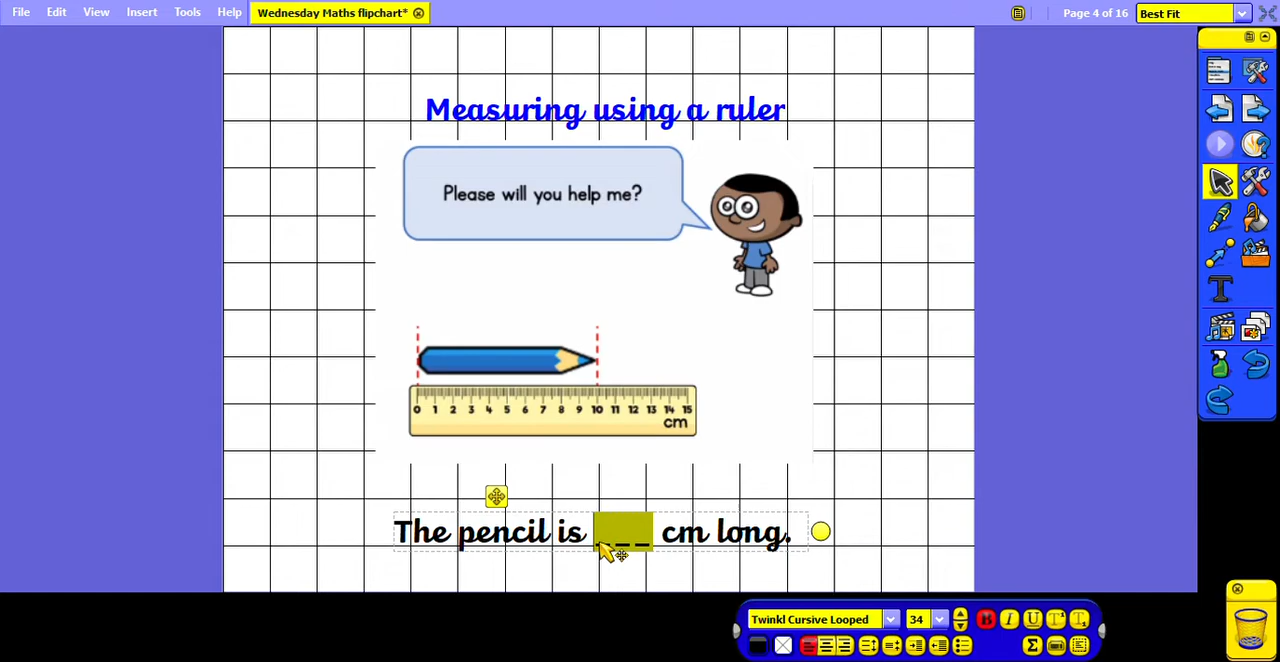 File Edit View Insert Tools Help Wednesday Maths flipchart* Page 4 of 16 Best Fit
Measuring using a ruler
Please will you help me?
0 1 2 3 4 5 6 7 8 9 10 11 12 13 14 15
cm
The pencil is ___ cm long.
Twinkl Cursive Looped 34 B I U T¹ T₁
Σ